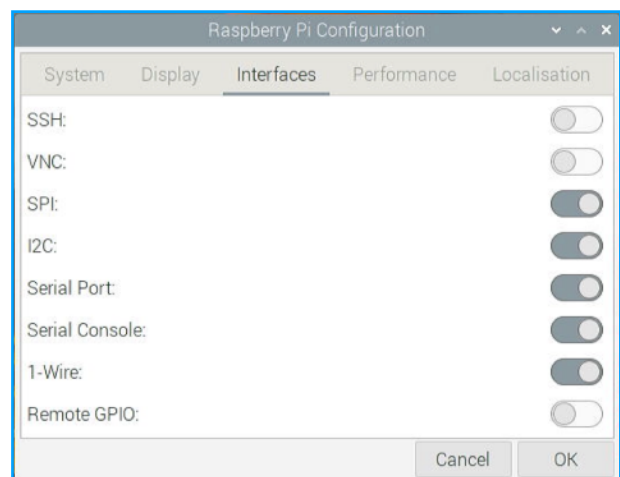 Raspberry Pi Configuration
System Display Interfaces Performance Localisation
SSH:
VNC:
SPI:
I2C:
Serial Port:
Serial Console:
1-Wire:
Remote GPIO:
Cancel OK